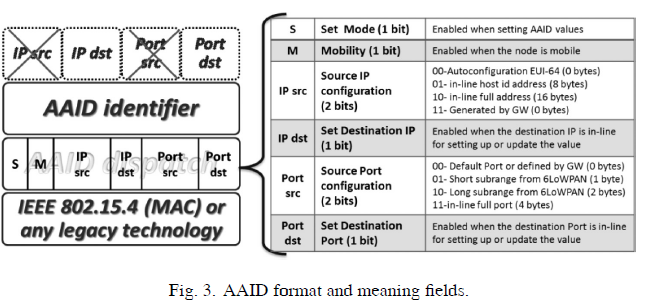 IP src IP dst Port src Port dst
AAID identifier
S M IP src IP dst Port src Port dst
AAID dispatch
IEEE 802.15.4 (MAC) or
any legacy technology
S Set Mode (1 bit) Enabled when setting AAID values
M Mobility (1 bit) Enabled when the node is mobile
IP src Source IP configuration (2 bits) 00-Autoconfiguration EUI-64 (0 bytes)
01- in-line host id address (8 bytes)
10- in-line full address (16 bytes)
11- Generated by GW (0 bytes)
IP dst Set Destination IP (1 bit) Enabled when the destination IP is in-line
for setting up or update the value
Port src Source Port configuration (2 bits) 00- Default Port or defined by GW (0 bytes)
01- Short subrange from 6LoWPAN (1 byte)
10- Long subrange from 6LoWPAN (2 bytes)
11-in-line full port (4 bytes)
Port dst Set Destination Port (1 bit) Enabled when the destination Port is in-line
for setting up or update the value
Fig. 3. AAID format and meaning fields.